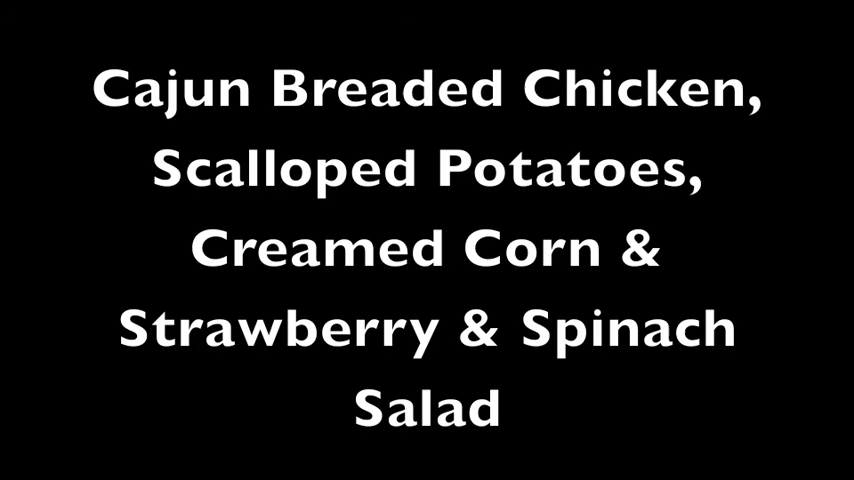 Cajun Breaded Chicken,
Scalloped Potatoes,
Creamed Corn &
Strawberry & Spinach
Salad